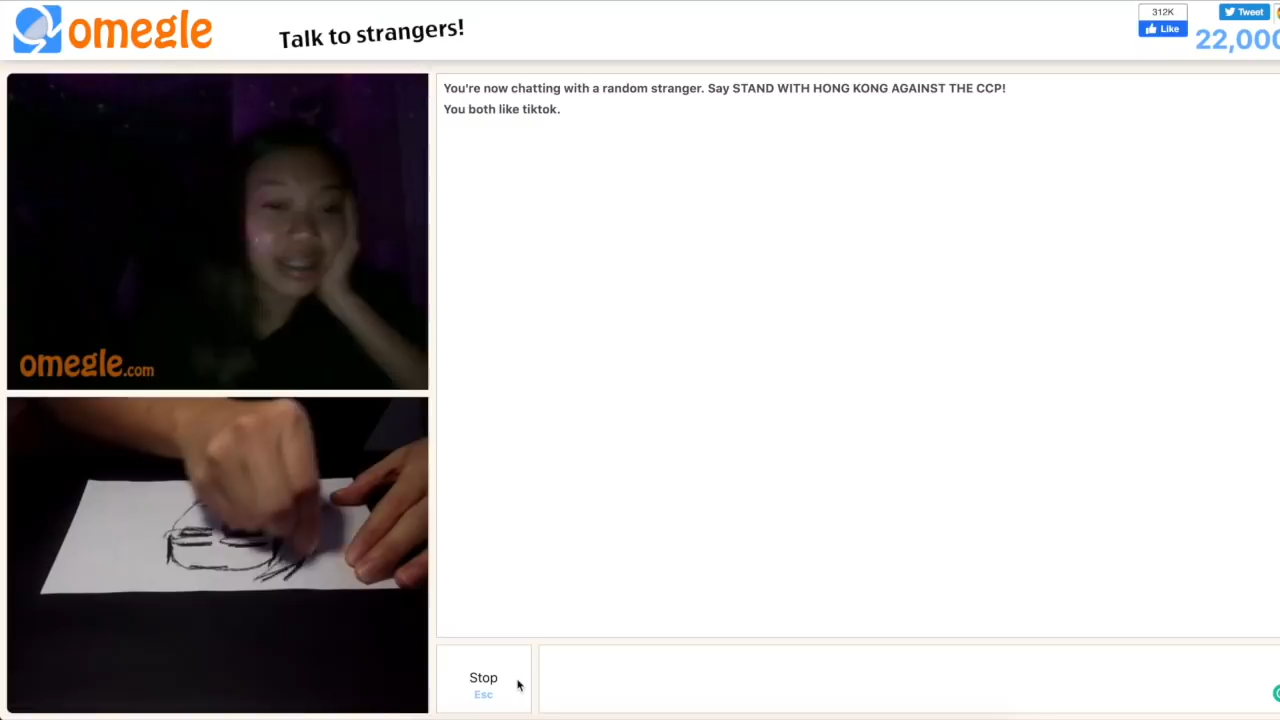 omegle
Talk to strangers!
312K
Like
Tweet
22,000
You're now chatting with a random stranger. Say STAND WITH HONG KONG AGAINST THE CCP!
You both like tiktok.
omegle.com
Stop
Esc